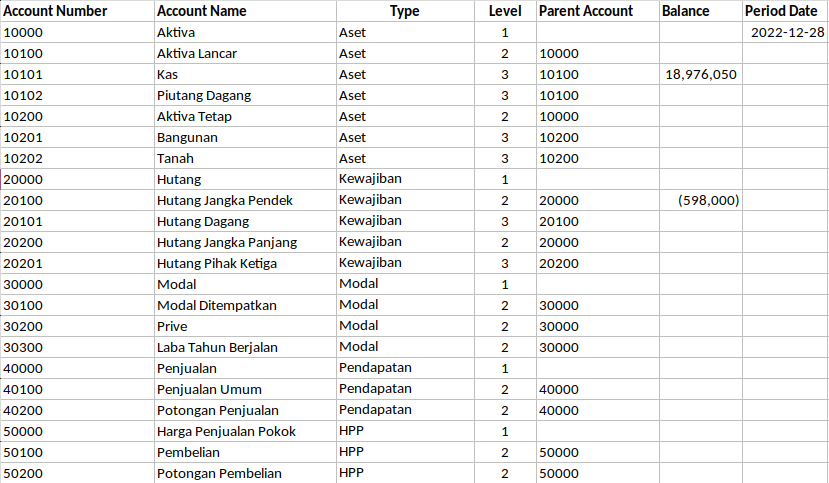 Account Number Account Name Type Level Parent Account Balance Period Date
10000 Aktiva Aset 1 2022-12-28
10100 Aktiva Lancar Aset 2 10000
10101 Kas Aset 3 10100 18,976,050
10102 Piutang Dagang Aset 3 10100
10200 Aktiva Tetap Aset 2 10000
10201 Bangunan Aset 3 10200
10202 Tanah Aset 3 10200
20000 Hutang Kewajiban 1
20100 Hutang Jangka Pendek Kewajiban 2 20000 (598,000)
20101 Hutang Dagang Kewajiban 3 20100
20200 Hutang Jangka Panjang Kewajiban 2 20000
20201 Hutang Pihak Ketiga Kewajiban 3 20200
30000 Modal Modal 1
30100 Modal Ditempatkan Modal 2 30000
30200 Prive Modal 2 30000
30300 Laba Tahun Berjalan Modal 2 30000
40000 Penjualan Pendapatan 1
40100 Penjualan Umum Pendapatan 2 40000
40200 Potongan Penjualan Pendapatan 2 40000
50000 Harga Penjualan Pokok HPP 1
50100 Pembelian HPP 2 50000
50200 Potongan Pembelian HPP 2 50000